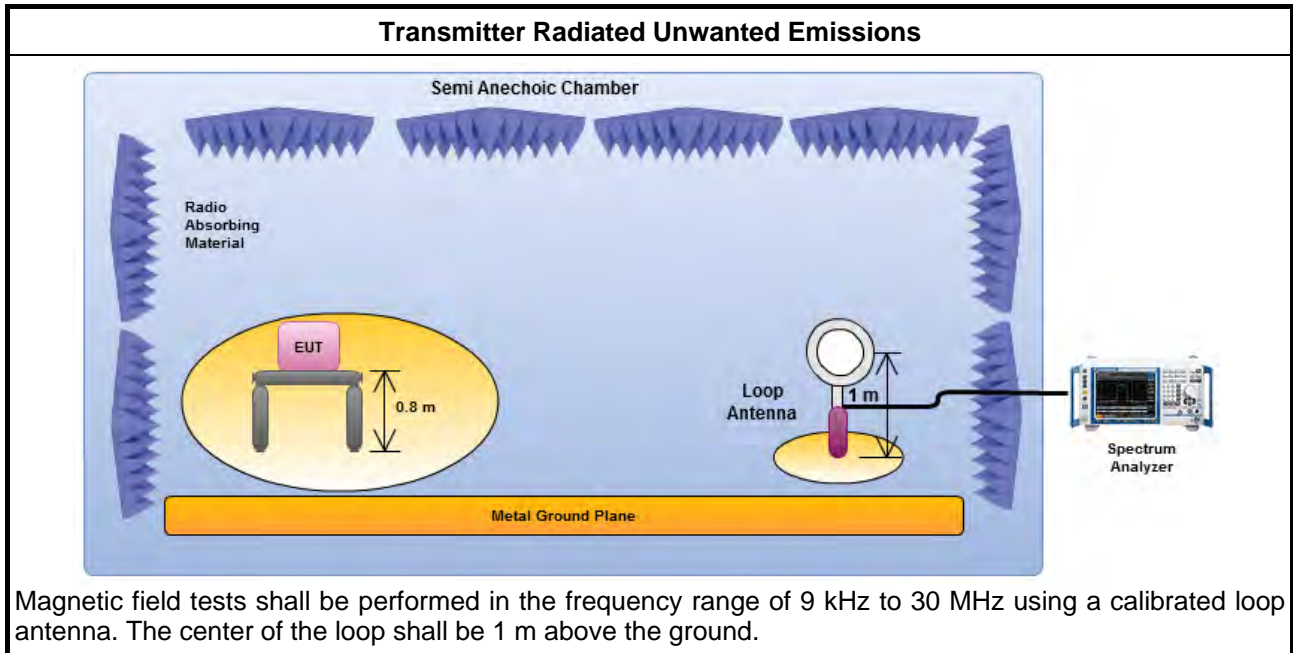 Transmitter Radiated Unwanted Emissions
Semi Anechoic Chamber
Radio
Absorbing
Material
EUT
0.8 m
Loop
Antenna
1 m
Spectrum
Analyzer
Metal Ground Plane
Magnetic field tests shall be performed in the frequency range of 9 kHz to 30 MHz using a calibrated loop
antenna. The center of the loop shall be 1 m above the ground.